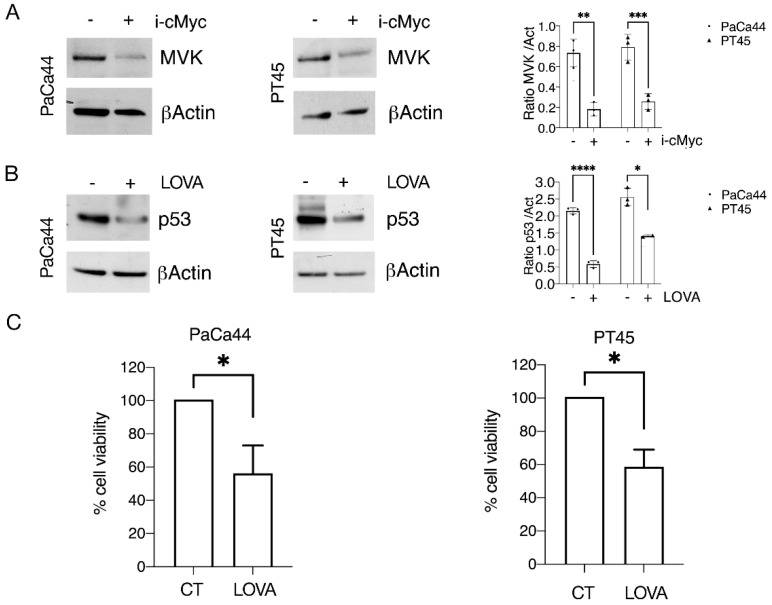 A
- + i-cMyc
PaCa44
MVK
βActin
- + i-cMyc
PT45
MVK
βActin
Ratio MVK /Act
1.0
0.8
0.6
0.4
0.2
0.0
** ***
- + - + i-cMyc
PaCa44
PT45
B
- + LOVA
PaCa44
p53
βActin
- + LOVA
PT45
p53
βActin
Ratio p53 /Act
3.0
2.5
2.0
1.5
1.0
0.5
0.0
**** *
- + - + LOVA
PaCa44
PT45
C
PaCa44
% cell viability
120
100
80
60
40
20
0
*
CT LOVA
PT45
% cell viability
120
100
80
60
40
20
0
*
CT LOVA